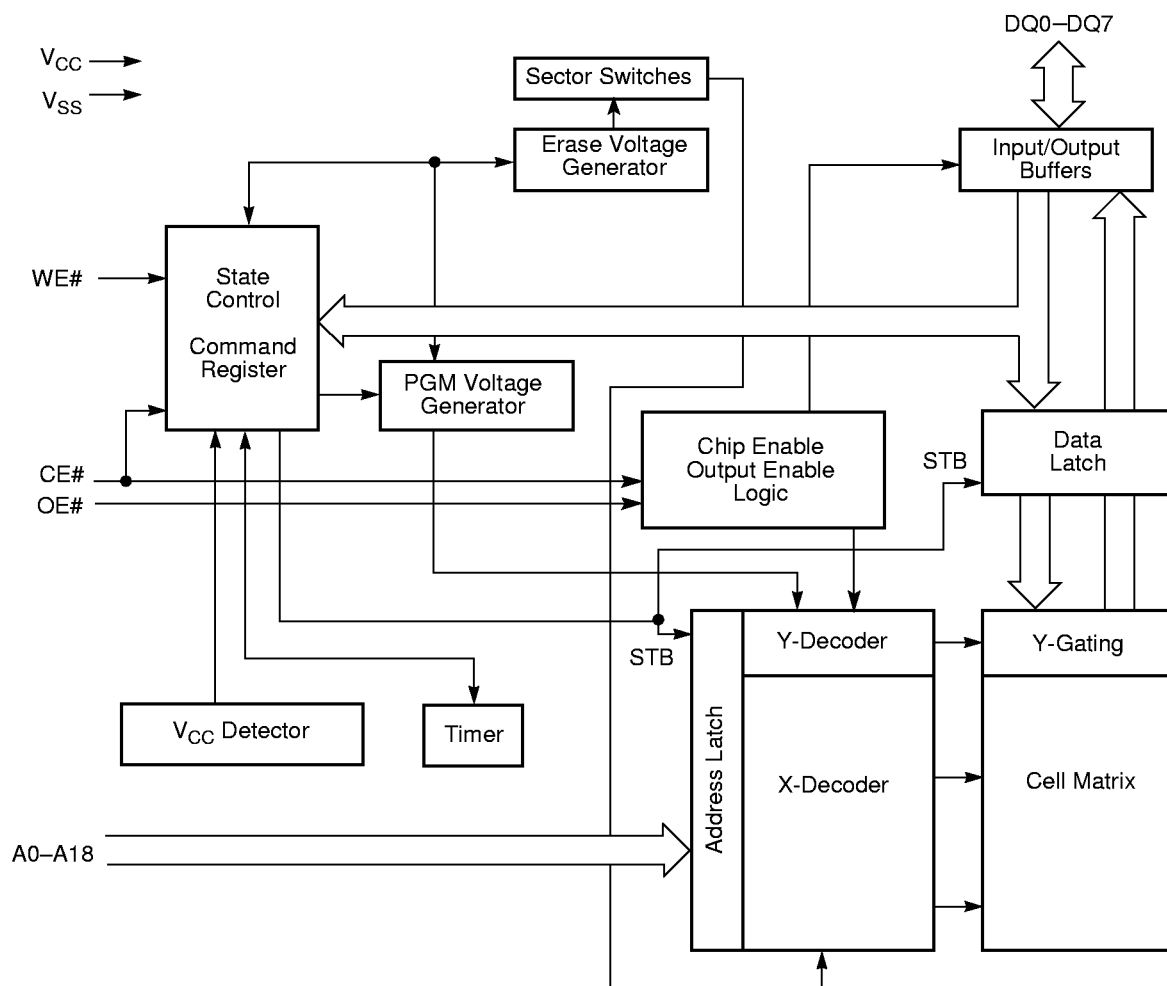 DQ0–DQ7
VCC
VSS
Sector Switches
Erase Voltage
Generator
Input/Output
Buffers
WE#
State
Control
Command
Register
PGM Voltage
Generator
Chip Enable
Output Enable
Logic
Data
Latch
STB
CE#
OE#
STB
Y-Decoder
Y-Gating
VCC Detector
Timer
Address Latch
X-Decoder
Cell Matrix
A0–A18